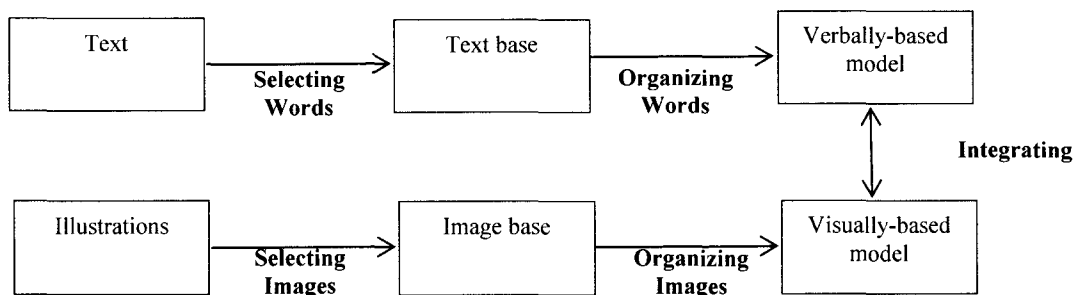 Text
Selecting
Words
Text base
Organizing
Words
Verbally-based
model
Integrating
Illustrations
Selecting
Images
Image base
Organizing
Images
Visually-based
model